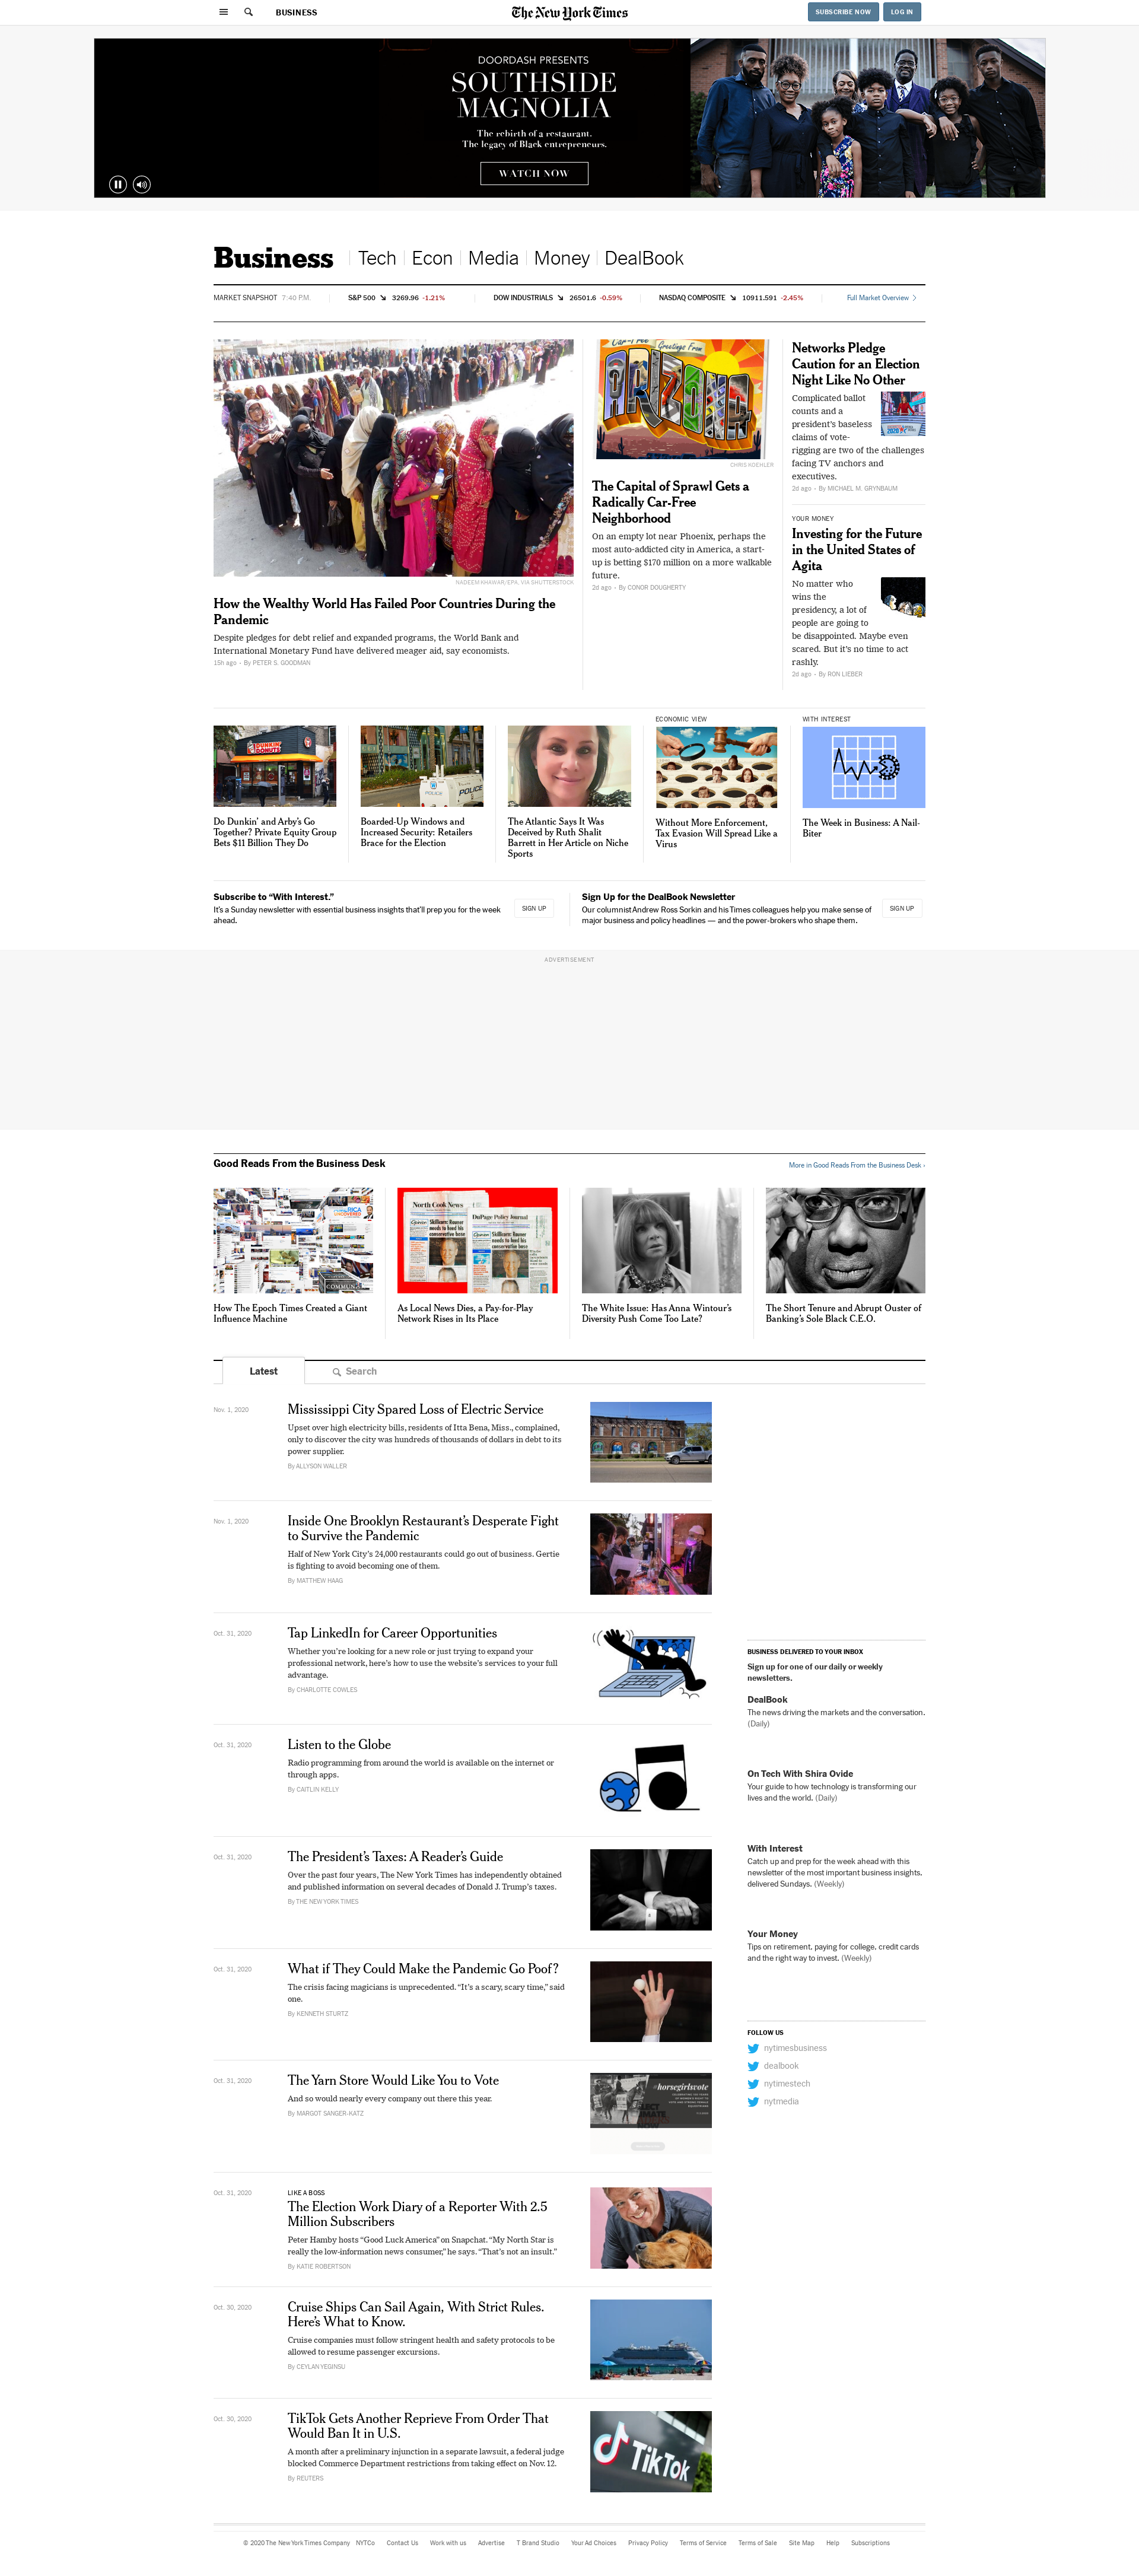 BUSINESS
The New York Times
SUBSCRIBE NOW
LOG IN
DOORDASH PRESENTS
SOUTHSIDE
MAGNOLIA
The rebirth of a restaurant.
The legacy of Black entrepreneurs.
WATCH NOW
Business
Tech
Econ
Media
Money
DealBook
MARKET SNAPSHOT 7:40 P.M.
S&P 500 3269.96 -1.21%
DOW INDUSTRIALS 26501.6 -0.59%
NASDAQ COMPOSITE 10911.591 -2.45%
Full Market Overview
NADEEM KHAWAR/EPA, VIA SHUTTERSTOCK
How the Wealthy World Has Failed Poor Countries During the
Pandemic
Despite pledges for debt relief and expanded programs, the World Bank and
International Monetary Fund have delivered meager aid, say economists.
15h ago • By PETER S. GOODMAN
Greetings From
ARIZONA
CHRIS KOEHLER
The Capital of Sprawl Gets a
Radically Car-Free
Neighborhood
On an empty lot near Phoenix, perhaps the
most auto-addicted city in America, a start-
up is betting $170 million on a more walkable
future.
2d ago • By CONOR DOUGHERTY
Networks Pledge
Caution for an Election
Night Like No Other
Complicated ballot
counts and a
president's baseless
claims of vote-
rigging are two of the challenges
facing TV anchors and
executives.
2d ago • By MICHAEL M. GRYNBAUM
YOUR MONEY
Investing for the Future
in the United States of
Agita
No matter who
wins the
presidency, a lot of
people are going to
be disappointed. Maybe even
scared. But it's no time to act
rashly.
2d ago • By RON LIEBER
Do Dunkin' and Arby's Go
Together? Private Equity Group
Bets $11 Billion They Do
POLICE
POLICE
Boarded-Up Windows and
Increased Security: Retailers
Brace for the Election
The Atlantic Says It Was
Deceived by Ruth Shalit
Barrett in Her Article on Niche
Sports
ECONOMIC VIEW
Without More Enforcement,
Tax Evasion Will Spread Like a
Virus
WITH INTEREST
The Week in Business: A Nail-
Biter
Subscribe to “With Interest.”
It's a Sunday newsletter with essential business insights that'll prep you for the week
ahead.
SIGN UP
Sign Up for the DealBook Newsletter
Our columnist Andrew Ross Sorkin and his Times colleagues help you make sense of
major business and policy headlines — and the power-brokers who shape them.
SIGN UP
ADVERTISEMENT
Good Reads From the Business Desk
More in Good Reads From the Business Desk ›
How The Epoch Times Created a Giant
Influence Machine
North Cook News
DuPage Policy Journal
As Local News Dies, a Pay-for-Play
Network Rises in Its Place
The White Issue: Has Anna Wintour's
Diversity Push Come Too Late?
The Short Tenure and Abrupt Ouster of
Banking's Sole Black C.E.O.
Latest
Search
Nov. 1, 2020
Mississippi City Spared Loss of Electric Service
Upset over high electricity bills, residents of Itta Bena, Miss., complained,
only to discover the city was hundreds of thousands of dollars in debt to its
power supplier.
By ALLYSON WALLER
Nov. 1, 2020
Inside One Brooklyn Restaurant's Desperate Fight
to Survive the Pandemic
Half of New York City's 24,000 restaurants could go out of business. Gertie
is fighting to avoid becoming one of them.
By MATTHEW HAAG
Oct. 31, 2020
Tap LinkedIn for Career Opportunities
Whether you're looking for a new role or just trying to expand your
professional network, here's how to use the website's services to your full
advantage.
By CHARLOTTE COWLES
Oct. 31, 2020
Listen to the Globe
Radio programming from around the world is available on the internet or
through apps.
By CAITLIN KELLY
Oct. 31, 2020
The President's Taxes: A Reader's Guide
Over the past four years, The New York Times has independently obtained
and published information on several decades of Donald J. Trump's taxes.
By THE NEW YORK TIMES
Oct. 31, 2020
What if They Could Make the Pandemic Go Poof?
The crisis facing magicians is unprecedented. “It's a scary, scary time,” said
one.
By KENNETH STURTZ
Oct. 31, 2020
The Yarn Store Would Like You to Vote
And so would nearly every company out there this year.
By MARGOT SANGER-KATZ
#horsegirlsvote
Oct. 31, 2020
LIKE A BOSS
The Election Work Diary of a Reporter With 2.5
Million Subscribers
Peter Hamby hosts “Good Luck America” on Snapchat. “My North Star is
really the low-information news consumer,” he says. “That's not an insult.”
By KATIE ROBERTSON
Oct. 30, 2020
Cruise Ships Can Sail Again, With Strict Rules.
Here's What to Know.
Cruise companies must follow stringent health and safety protocols to be
allowed to resume passenger excursions.
By CEYLAN YEGINSU
Oct. 30, 2020
TikTok Gets Another Reprieve From Order That
Would Ban It in U.S.
A month after a preliminary injunction in a separate lawsuit, a federal judge
blocked Commerce Department restrictions from taking effect on Nov. 12.
By REUTERS
TikTok
BUSINESS DELIVERED TO YOUR INBOX
Sign up for one of our daily or weekly
newsletters.
DealBook
The news driving the markets and the conversation.
(Daily)
On Tech With Shira Ovide
Your guide to how technology is transforming our
lives and the world. (Daily)
With Interest
Catch up and prep for the week ahead with this
newsletter of the most important business insights,
delivered Sundays. (Weekly)
Your Money
Tips on retirement, paying for college, credit cards
and the right way to invest. (Weekly)
FOLLOW US
nytimesbusiness
dealbook
nytimestech
nytmedia
© 2020 The New York Times Company NYTCo Contact Us Work with us Advertise T Brand Studio Your Ad Choices Privacy Policy Terms of Service Terms of Sale Site Map Help Subscriptions